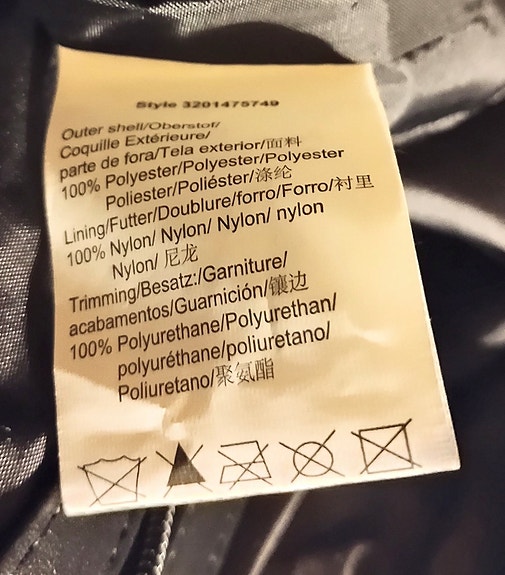 Style 3201475749
Outer shell/Oberstof/
Coquille Extérieure/
parte de fora/Tela exterior/面料
100% Polyester/Polyester/Polyester
Poliester/Poliéster/涤纶
Lining/Futter/Doublure/forro/Forro/衬里
100% Nylon/ Nylon/ Nylon/ nylon
Nylon/ 尼龙
Trimming/Besatz:/Garniture/
acabamentos/Guarnición/镶边
100% Polyurethane/Polyurethan/
polyuréthane/poliuretano/
Poliuretano/聚氨酯